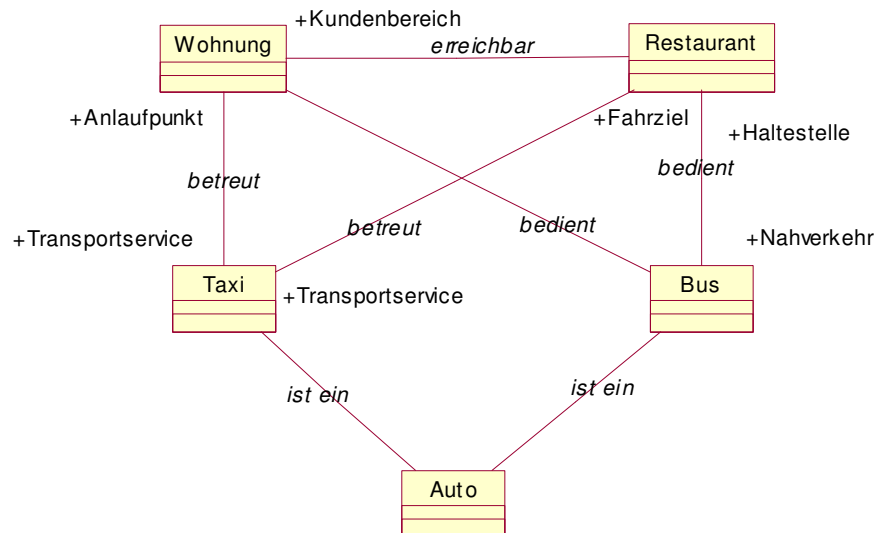 +Kundenbereich
Wohnung
erreichbar
Restaurant
+Anlaufpunkt
+Fahrziel
+Haltestelle
betreut
bedient
+Transportservice
betreut
bedient
+Nahverkehr
Taxi
+Transportservice
Bus
ist ein
ist ein
Auto